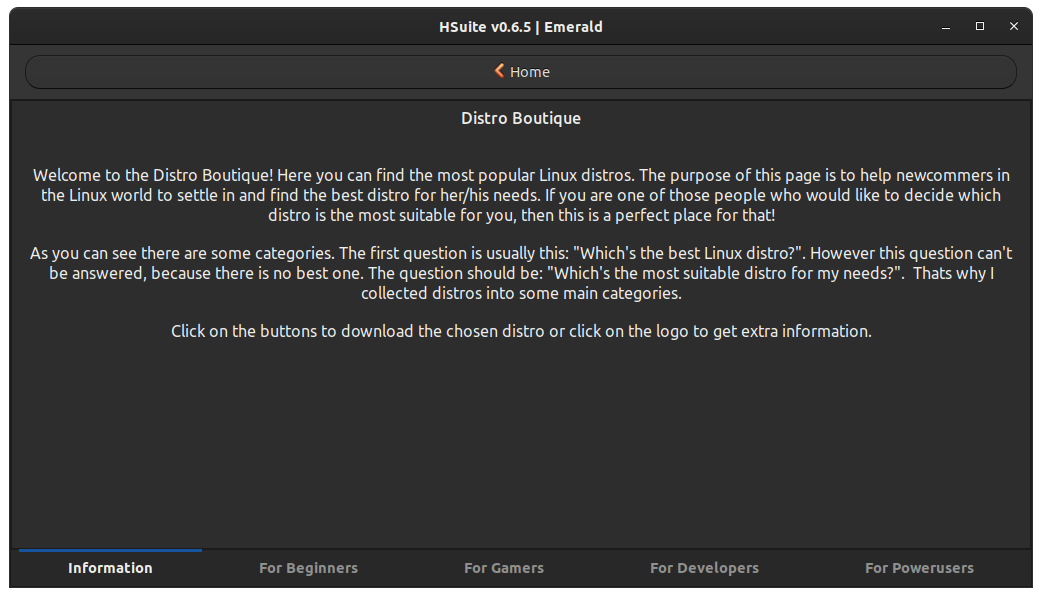 HSuite v0.6.5 | Emerald
Home
Distro Boutique
Welcome to the Distro Boutique! Here you can find the most popular Linux distros. The purpose of this page is to help newcommers in
the Linux world to settle in and find the best distro for her/his needs. If you are one of those people who would like to decide which
distro is the most suitable for you, then this is a perfect place for that!
As you can see there are some categories. The first question is usually this: "Which's the best Linux distro?". However this question can't
be answered, because there is no best one. The question should be: "Which's the most suitable distro for my needs?".  Thats why I
collected distros into some main categories.
Click on the buttons to download the chosen distro or click on the logo to get extra information.
Information For Beginners For Gamers For Developers For Powerusers